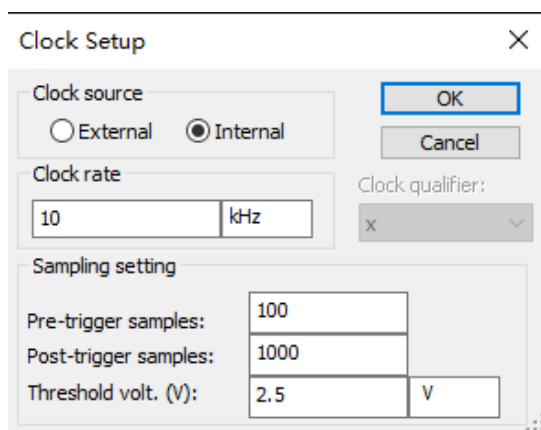 Clock Setup
Clock source
External Internal
OK
Cancel
Clock rate
10 kHz
Clock qualifier:
x
Sampling setting
Pre-trigger samples: 100
Post-trigger samples: 1000
Threshold volt. (V): 2.5 V